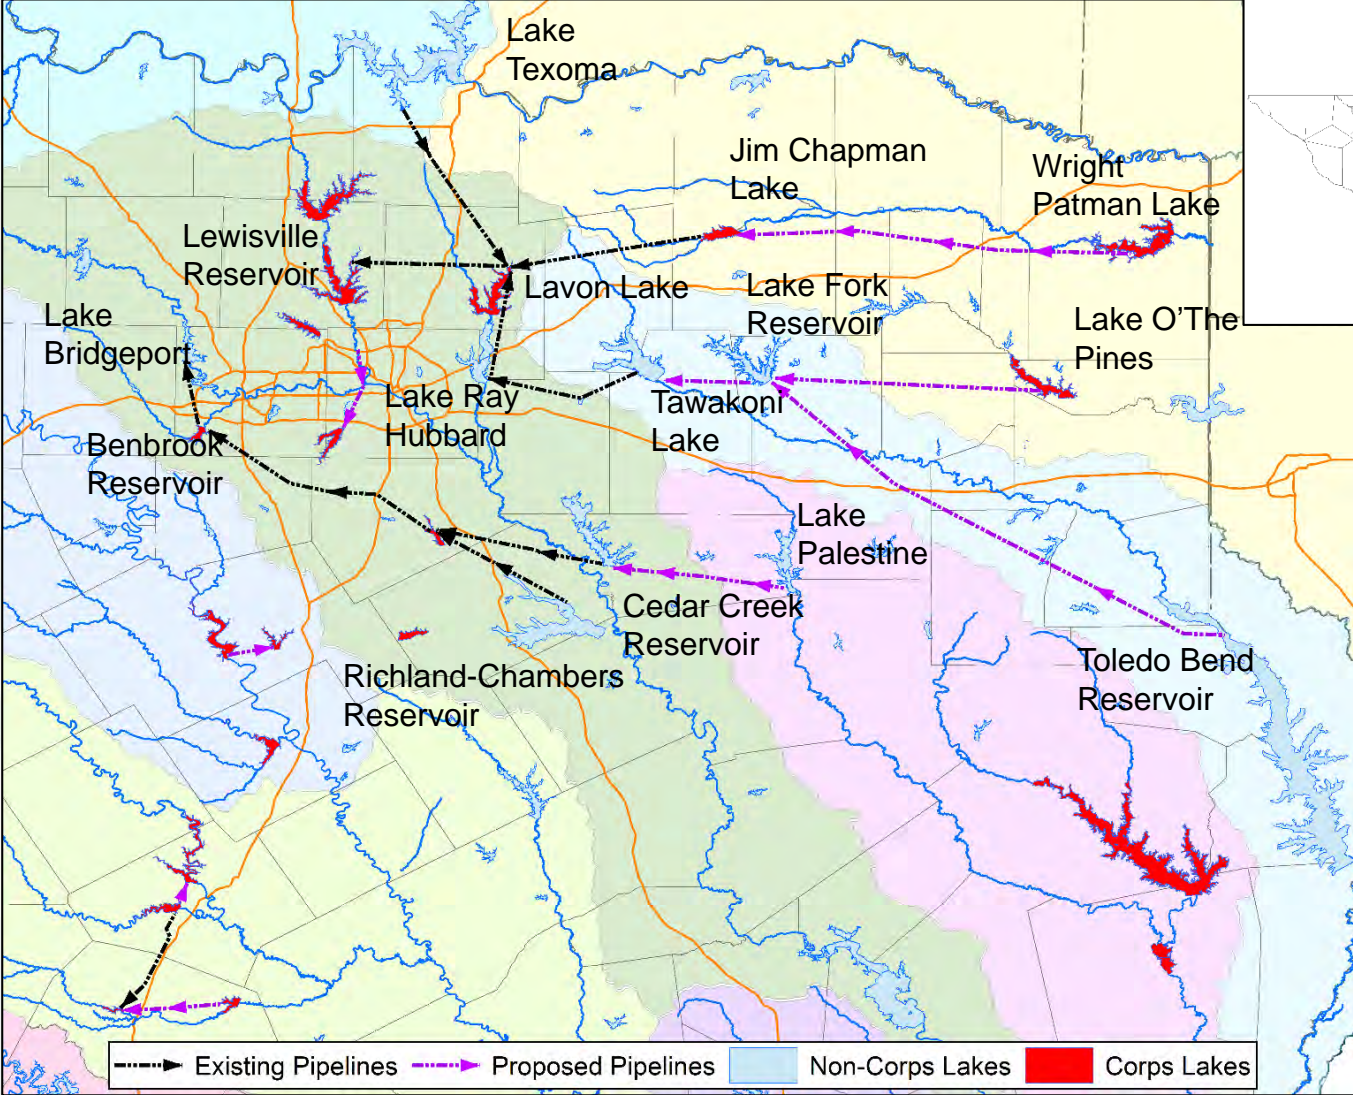 Lake
Texoma
Jim Chapman
Lake
Wright
Patman Lake
Lewisville
Reservoir
Lavon Lake
Lake Fork
Reservoir
Lake
Bridgeport
Lake O'The
Pines
Lake Ray
Hubbard
Tawakoni
Lake
Benbrook
Reservoir
Lake
Palestine
Cedar Creek
Reservoir
Richland-Chambers
Reservoir
Toledo Bend
Reservoir
Existing Pipelines
Proposed Pipelines
Non-Corps Lakes
Corps Lakes